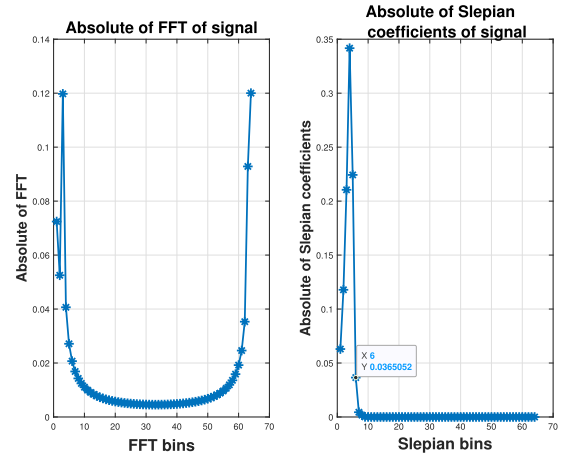 Absolute of FFT of signal
0.14
0.12
0.1
0.08
0.06
0.04
0.02
0
0 10 20 30 40 50 60 70
Absolute of FFT
FFT bins
Absolute of Slepian
coefficients of signal
0.35
0.3
0.25
0.2
0.15
0.1
0.05
0
0 10 20 30 40 50 60 70
Absolute of Slepian coefficients
Slepian bins
X 6
Y 0.0365052